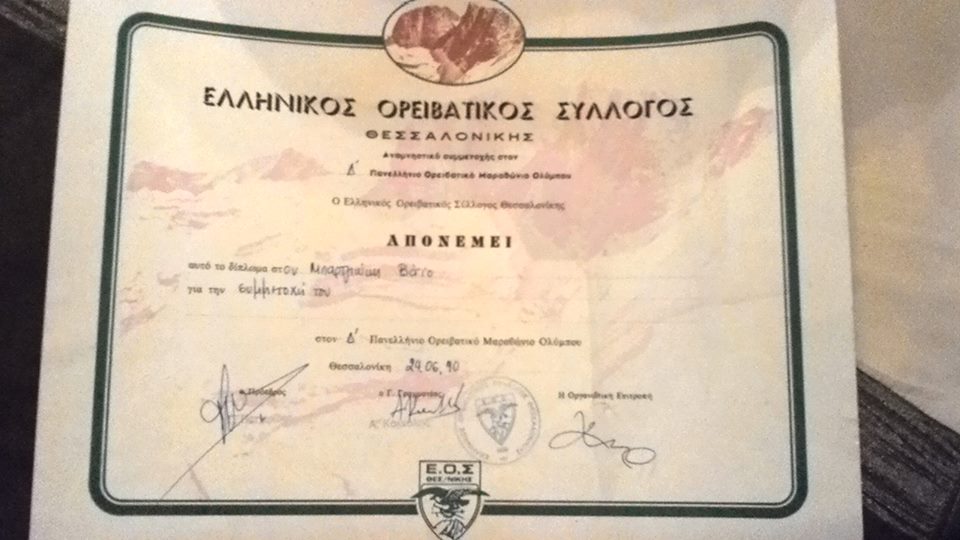 ΕΛΛΗΝΙΚΟΣ ΟΡΕΙΒΑΤΙΚΟΣ ΣΥΛΛΟΓΟΣ
ΘΕΣΣΑΛΟΝΙΚΗΣ
Αναμνηστικό συμμετοχής στον
Δ' Πανελλήνιο Ορειβατικό Μαραθώνιο Ολύμπου
Ο Ελληνικός Ορειβατικός Σύλλογος Θεσσαλονίκης
ΑΠΟΝΕΜΕΙ
αυτό το δίπλωμα στον
για την συμμετοχή του
στον Δ' Πανελλήνιο Ορειβατικό Μαραθώνιο Ολύμπου
Θεσσαλονίκη 24.06.90
ο Πρόεδρος ο Γ. Γραμματέας Η Οργανωτική Επιτροπή
Ε.Ο.Σ
ΘΕΣ/ΝΙΚΗΣ